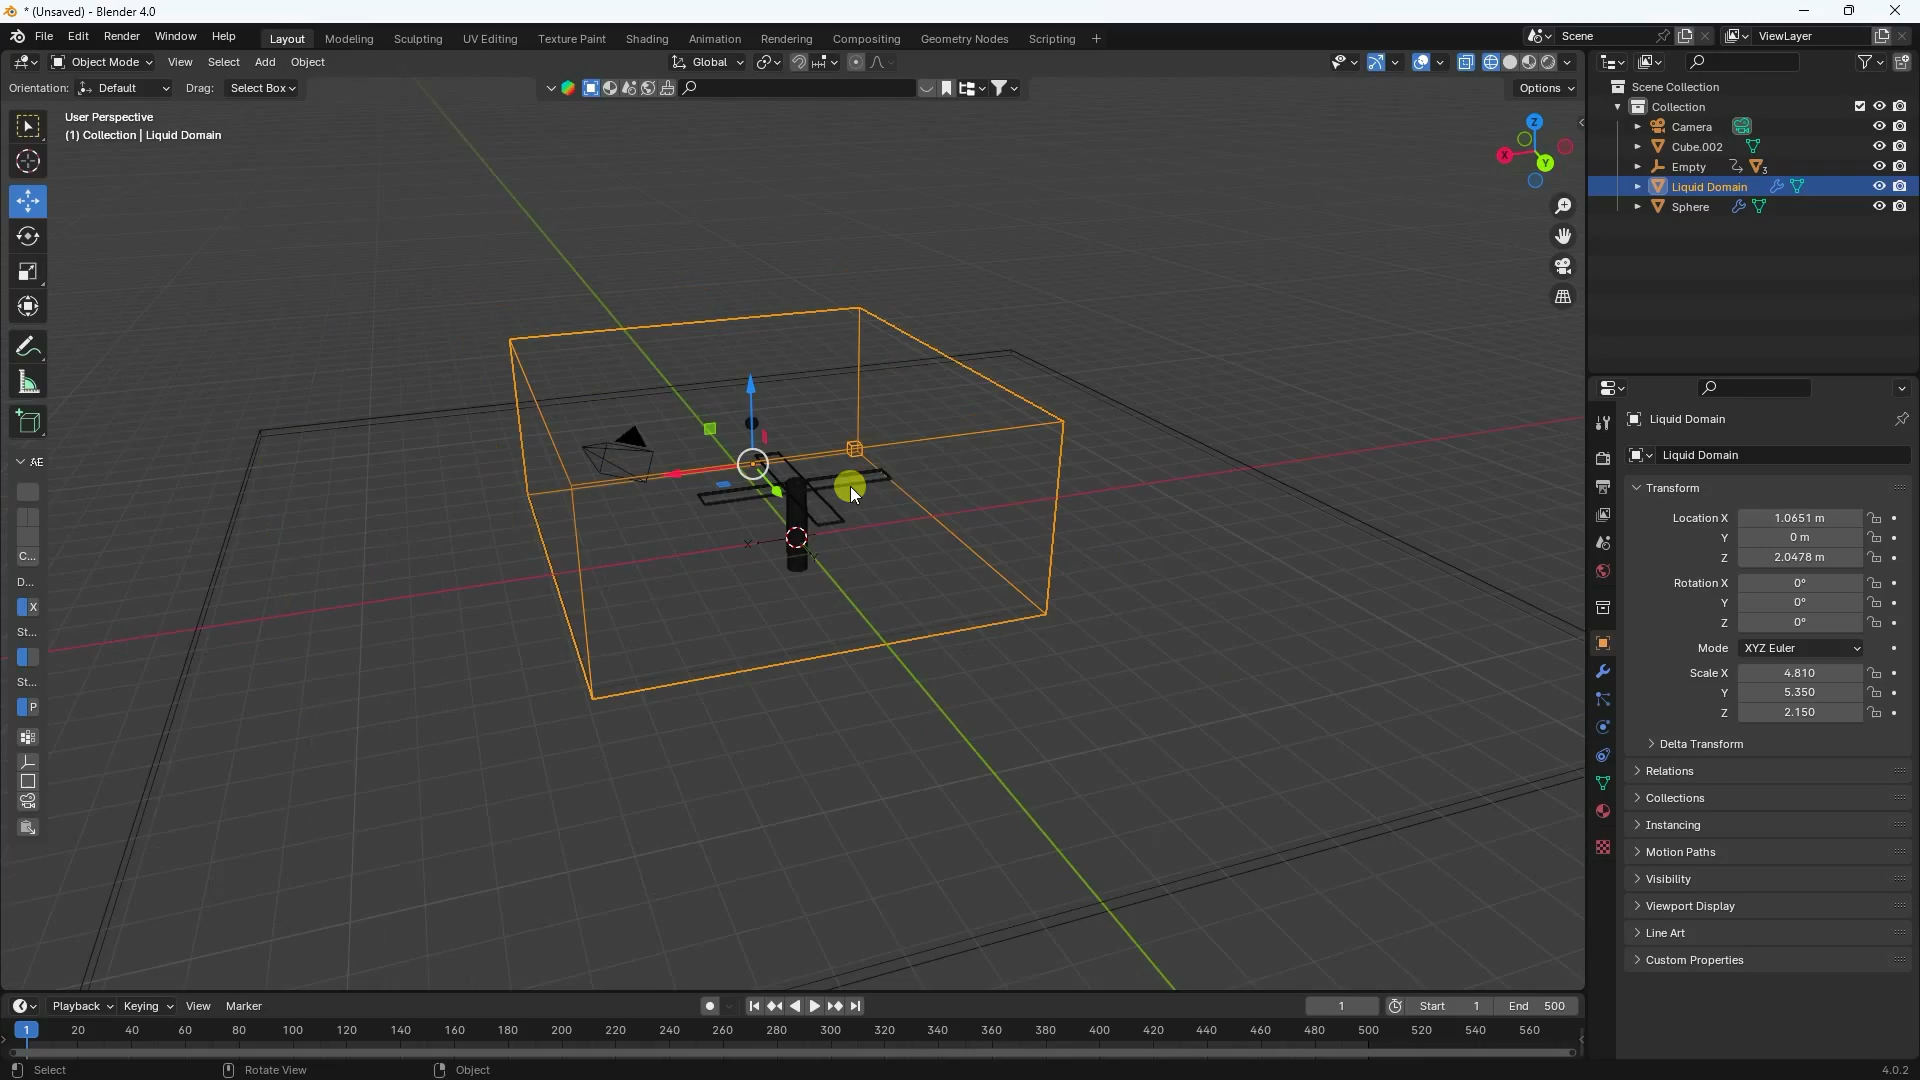 * (Unsaved) - Blender 4.0
File Edit Render Window Help Layout Modeling Sculpting UV Editing Texture Paint Shading Animation Rendering Compositing Geometry Nodes Scripting + Scene ViewLayer
Object Mode View Select Add Object Global
Orientation: Default Drag: Select Box Options
User Perspective
(1) Collection | Liquid Domain
Z
X
Y
AE
C...
D...
X
St...
St...
P
Scene Collection
Collection
Camera
Cube.002
Empty 3
Liquid Domain
Sphere
Liquid Domain
Liquid Domain
Transform
Location X 1.0651 m
Y 0 m
Z 2.0478 m
Rotation X 0°
Y 0°
Z 0°
Mode XYZ Euler
Scale X 4.810
Y 5.350
Z 2.150
Delta Transform
Relations
Collections
Instancing
Motion Paths
Visibility
Viewport Display
Line Art
Custom Properties
Playback Keying View Marker 1 Start 1 End 500
1 20 40 60 80 100 120 140 160 180 200 220 240 260 280 300 320 340 360 380 400 420 440 460 480 500 520 540 560
Select Rotate View Object 4.0.2